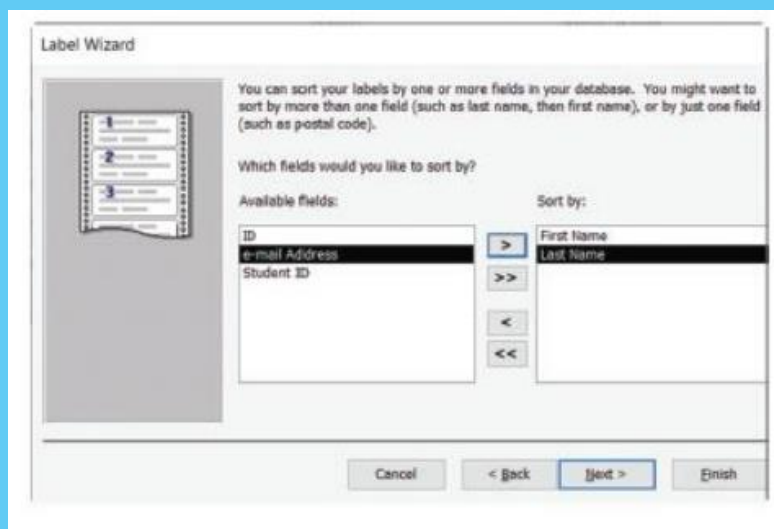 Label Wizard
You can sort your labels by one or more fields in your database. You might want to
sort by more than one field (such as last name, then first name), or by just one field
(such as postal code).
Which fields would you like to sort by?
Available fields:
Sort by:
ID
e-mail Address
Student ID
>
>>
<
<<
First Name
Last Name
1
2
3
Cancel
< Back
Next >
Finish